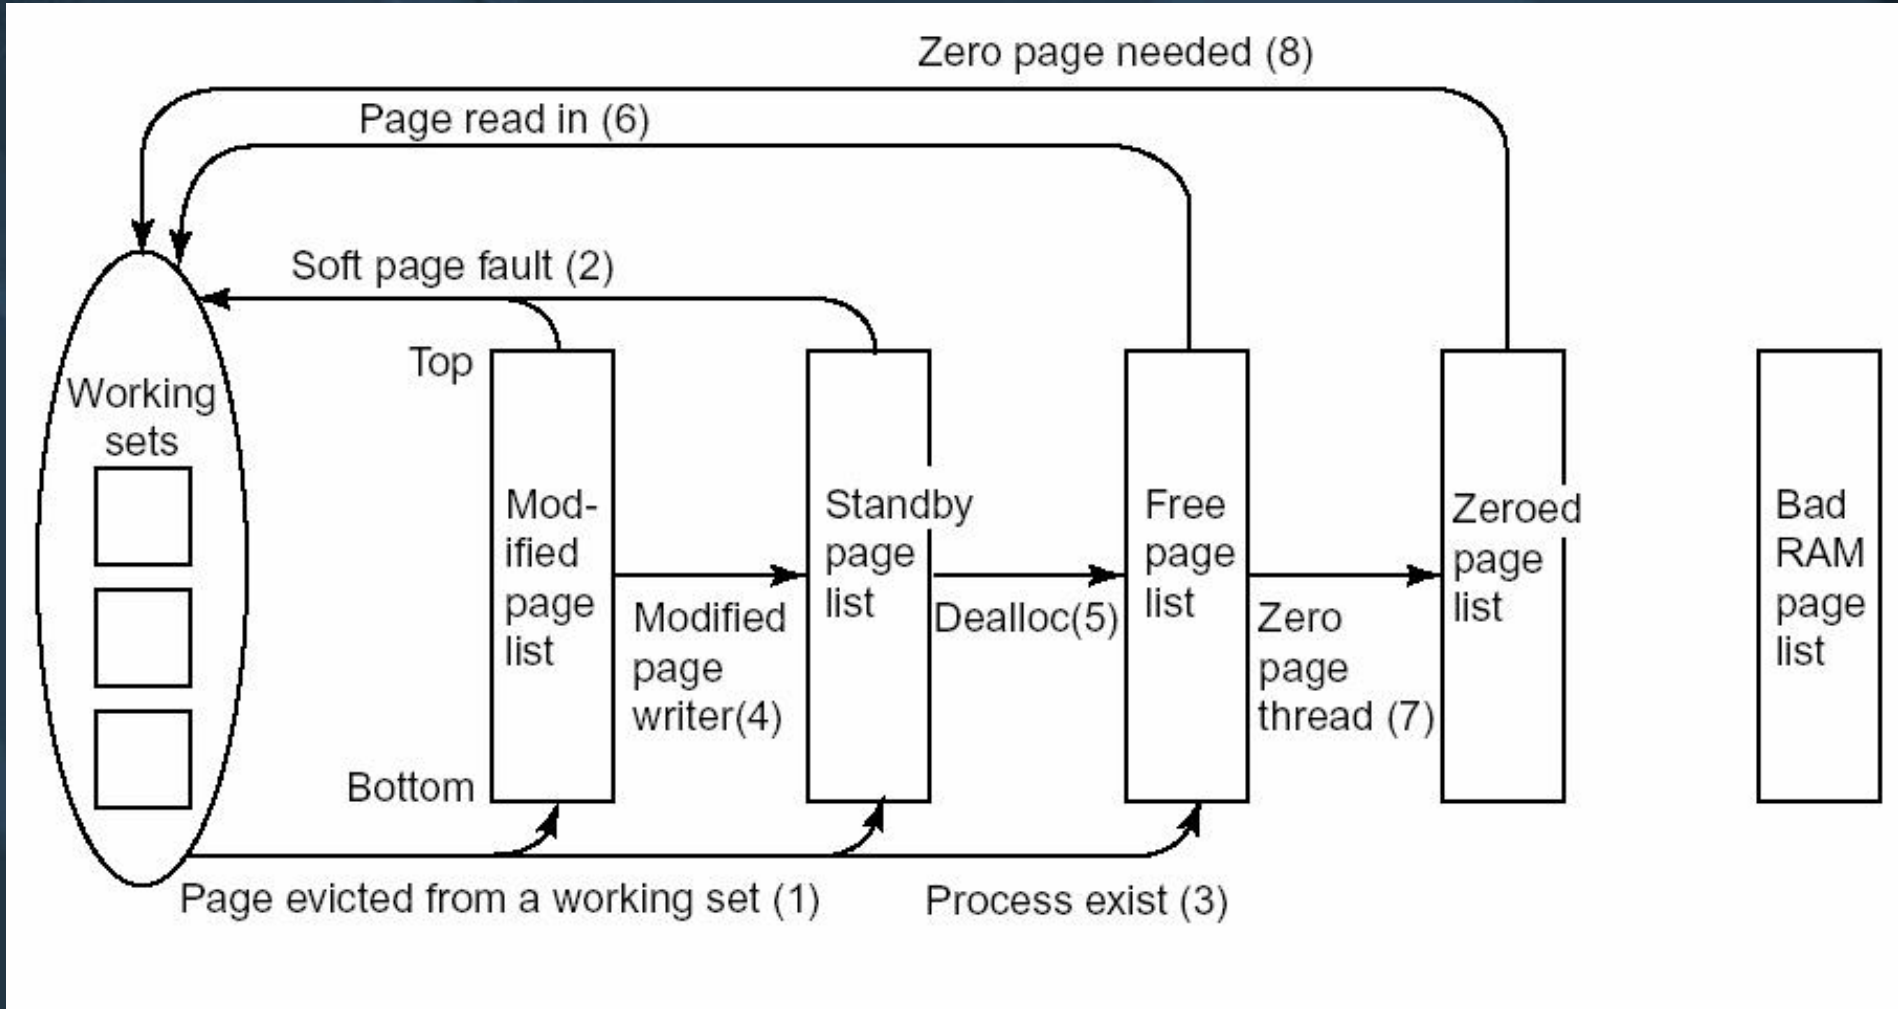 Zero page needed (8)
Page read in (6)
Soft page fault (2)
Top
Working
sets
Mod-
ified
page
list
Modified
page
writer(4)
Standby
page
list
Dealloc(5)
Free
page
list
Zero
page
thread (7)
Zeroed
page
list
Bad
RAM
page
list
Bottom
Page evicted from a working set (1)
Process exist (3)